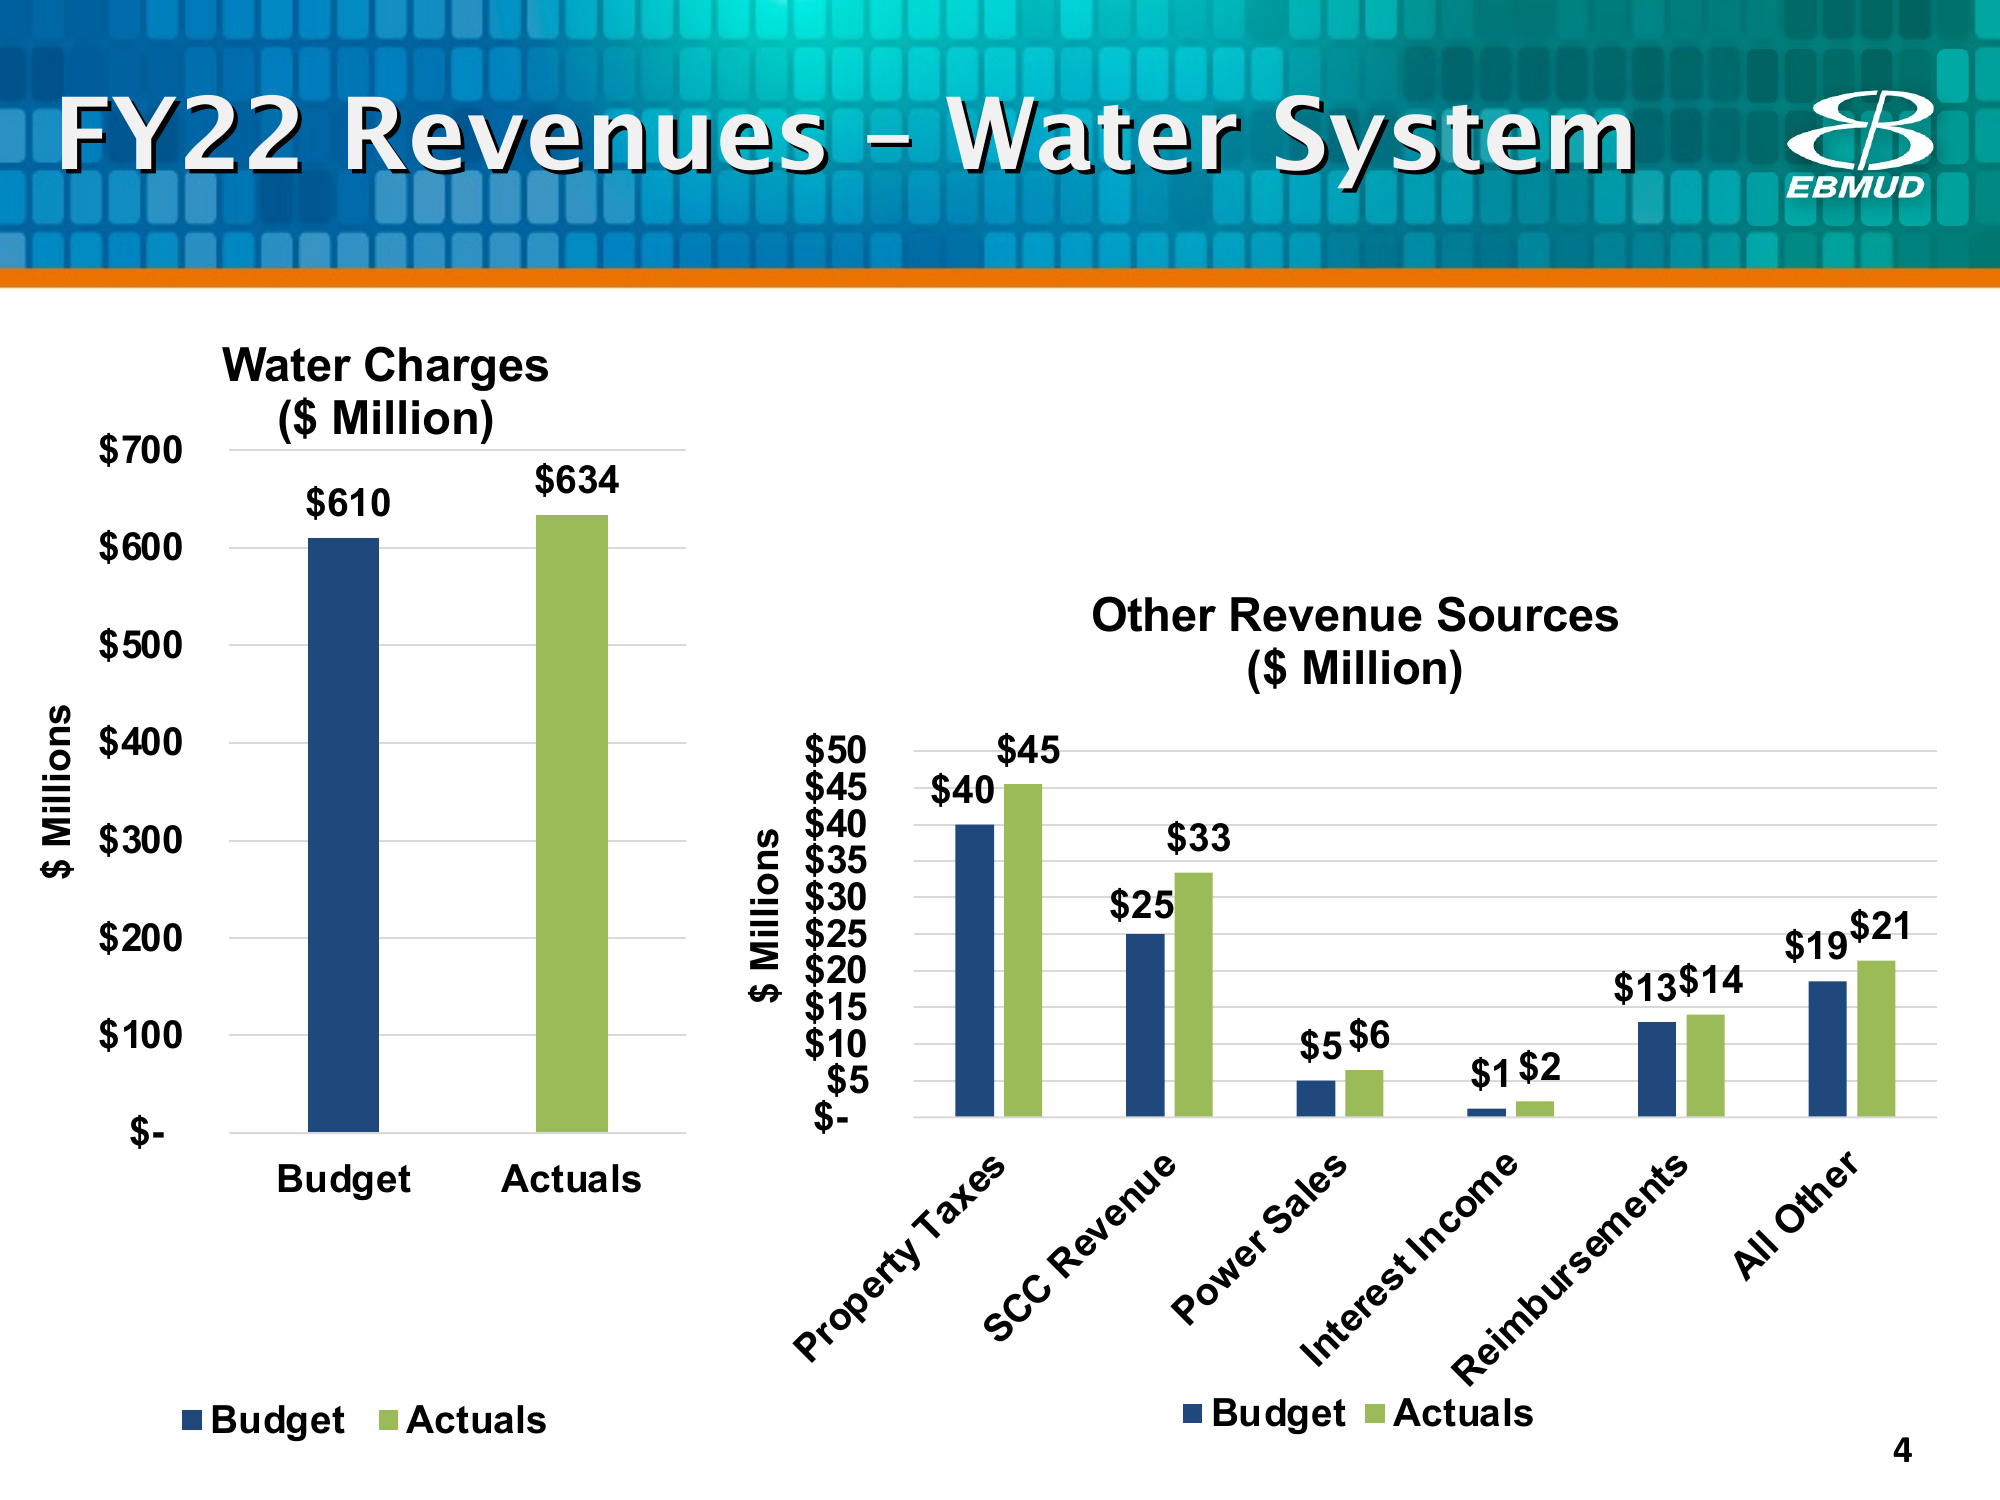 FY22 Revenues – Water System
EBMUD
Water Charges
($ Million)
$700
$600
$500
$400
$300
$200
$100
$-
$ Millions
$610
$634
Budget
Actuals
Budget Actuals
Other Revenue Sources
($ Million)
$50
$45
$40
$35
$30
$25
$20
$15
$10
$5
$-
$ Millions
$40
$45
$25
$33
$5
$6
$1
$2
$13
$14
$19
$21
Property Taxes
SCC Revenue
Power Sales
Interest Income
Reimbursements
All Other
Budget Actuals
4